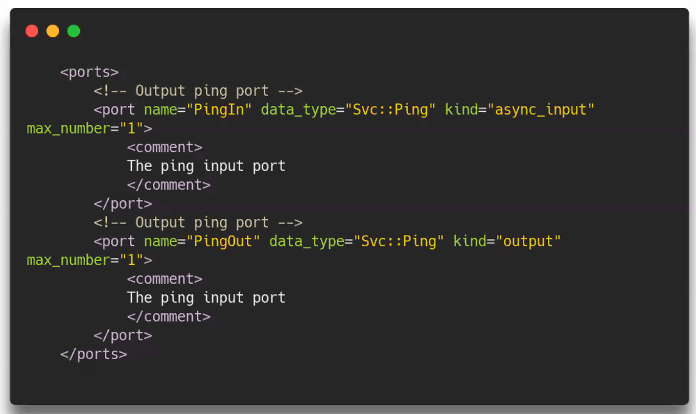 <ports>
<!-- Output ping port -->
<port name="PingIn" data_type="Svc::Ping" kind="async_input"
max_number="1">
<comment>
The ping input port
</comment>
</port>
<!-- Output ping port -->
<port name="PingOut" data_type="Svc::Ping" kind="output"
max_number="1">
<comment>
The ping input port
</comment>
</port>
</ports>